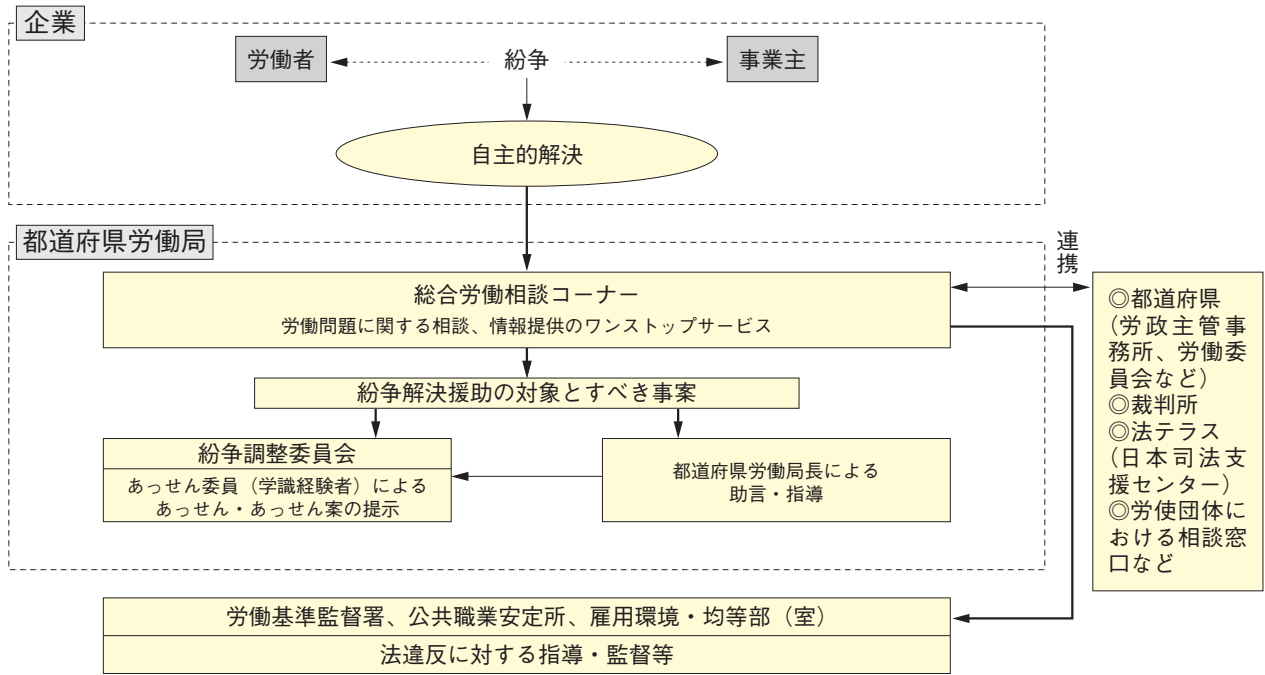 企業
労働者
紛争
事業主
自主的解決
都道府県労働局
連携
総合労働相談コーナー
労働問題に関する相談、情報提供のワンストップサービス
紛争解決援助の対象とすべき事案
紛争調整委員会
あっせん委員（学識経験者）による
あっせん・あっせん案の提示
都道府県労働局長による
助言・指導
◎都道府県
（労政主管事
務所、労働委
員会など）
◎裁判所
◎法テラス
（日本司法支
援センター）
◎労使団体に
おける相談窓
口など
労働基準監督署、公共職業安定所、雇用環境・均等部（室）
法違反に対する指導・監督等